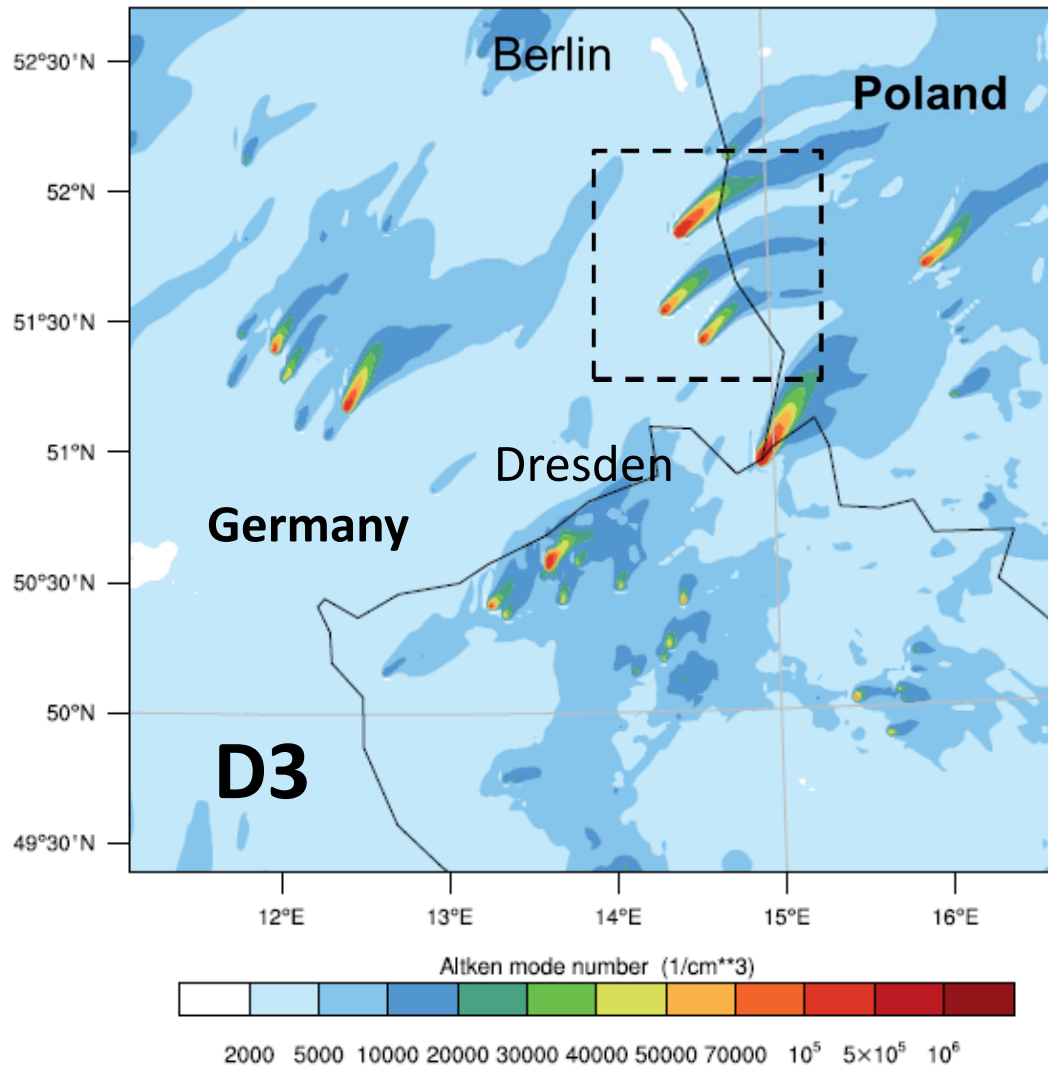 52°30'N
Berlin
Poland
52°N
51°30'N
51°N
Dresden
Germany
50°30'N
50°N
D3
49°30'N
12°E 13°E 14°E 15°E 16°E
Altken mode number (1/cm**3)
2000 5000 10000 20000 30000 40000 50000 70000 10⁵ 5×10⁵ 10⁶